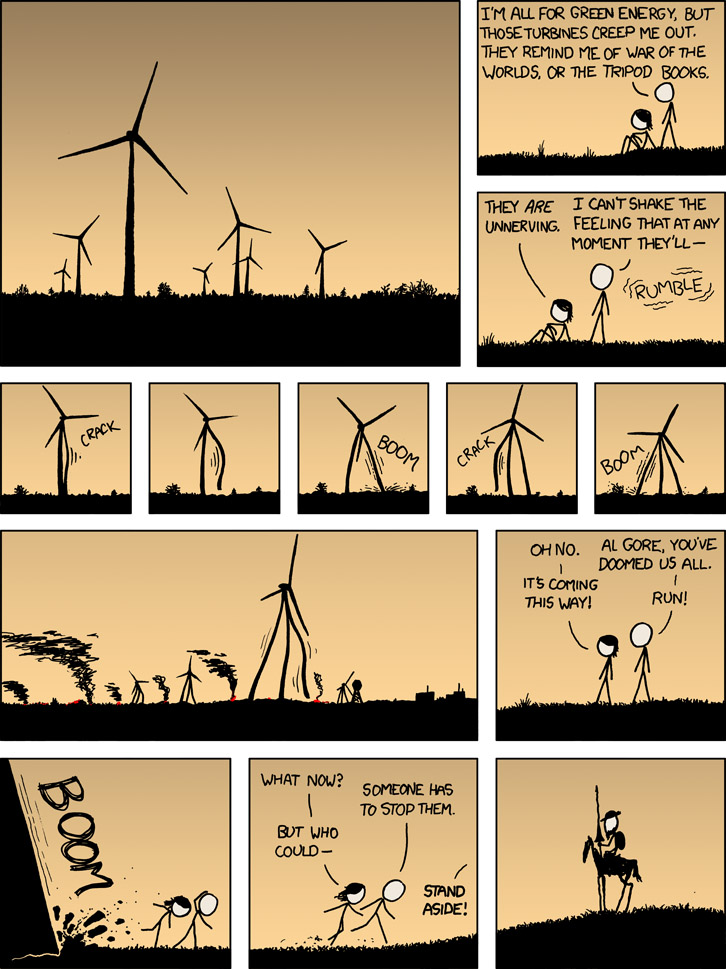 I'M ALL FOR GREEN ENERGY, BUT
THOSE TURBINES CREEP ME OUT.
THEY REMIND ME OF WAR OF THE
WORLDS, OR THE TRIPOD BOOKS.
THEY ARE
UNNERVING.
I CAN'T SHAKE THE
FEELING THAT AT ANY
MOMENT THEY'LL—
RUMBLE
CRACK
BOOM
CRACK
BOOM
OH NO.
IT'S COMING
THIS WAY!
AL GORE, YOU'VE
DOOMED US ALL.
RUN!
BOOM
WHAT NOW?
BUT WHO
COULD—
SOMEONE HAS
TO STOP THEM.
STAND
ASIDE!